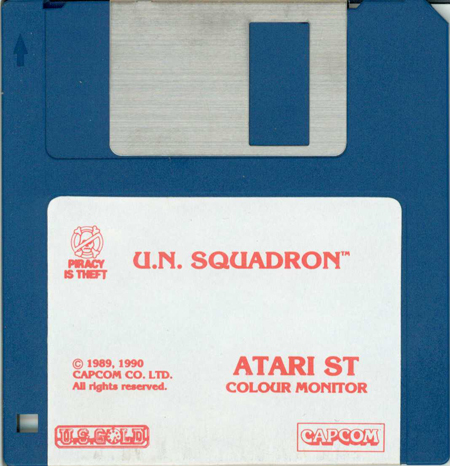 PIRACY
IS THEFT
U.N. SQUADRON™
© 1989, 1990
CAPCOM CO. LTD.
All rights reserved.
ATARI ST
COLOUR MONITOR
U.S.GOLD
CAPCOM